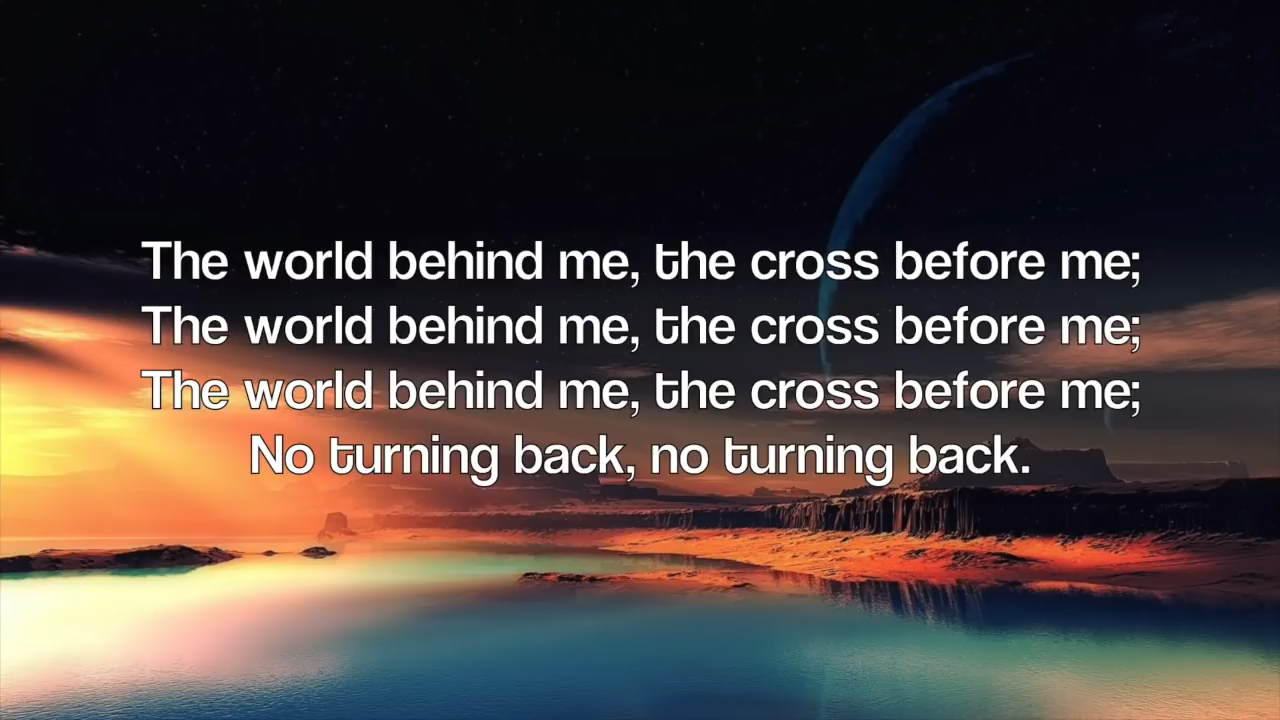 The world behind me, the cross before me;
The world behind me, the cross before me;
The world behind me, the cross before me;
No turning back, no turning back.